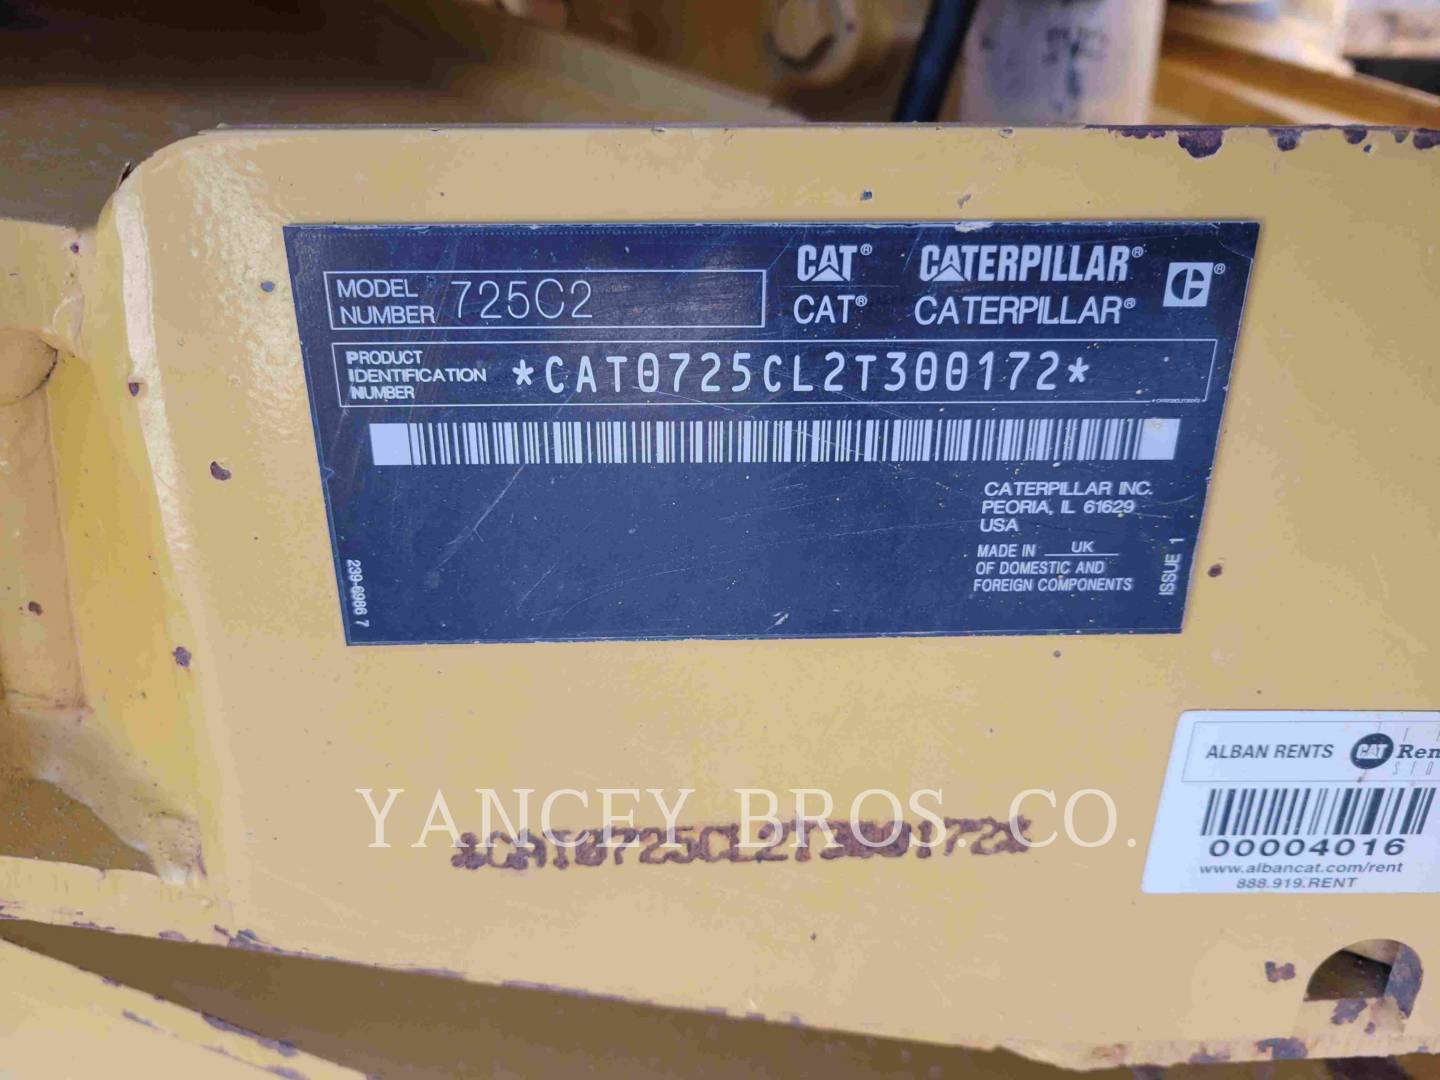 MODEL NUMBER 725C2
CAT® CATERPILLAR®
CAT® CATERPILLAR®
PRODUCT IDENTIFICATION NUMBER *CAT0725CL2T300172*
CATERPILLAR INC.
PEORIA, IL 61629
USA
MADE IN UK
OF DOMESTIC AND
FOREIGN COMPONENTS
ISSUE 1
239-6986 7
ALBAN RENTS CAT
00004016
www.albancat.com/rent
888.919.RENT
YANCEY BROS. CO.
*CAT0725CL2T300172*